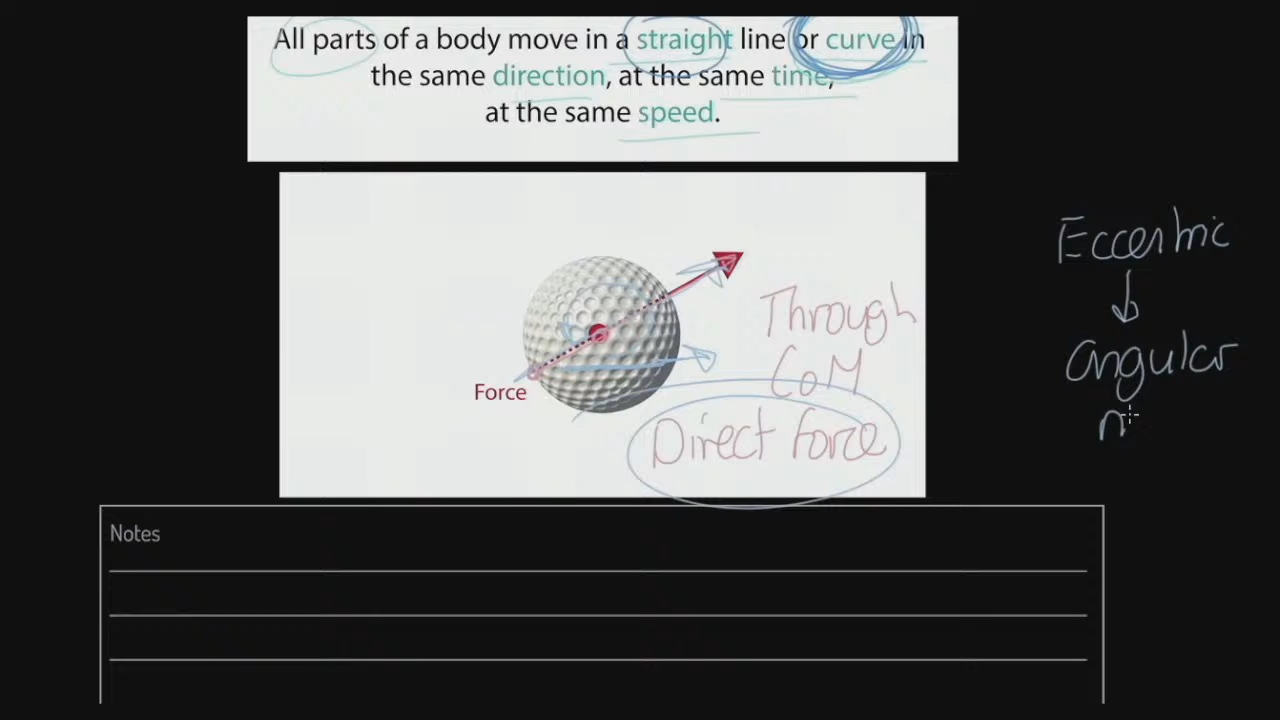 All parts of a body move in a straight line or curve in
the same direction, at the same time,
at the same speed.
Force
Through
CoM
Direct force
Eccentric
angular
Notes